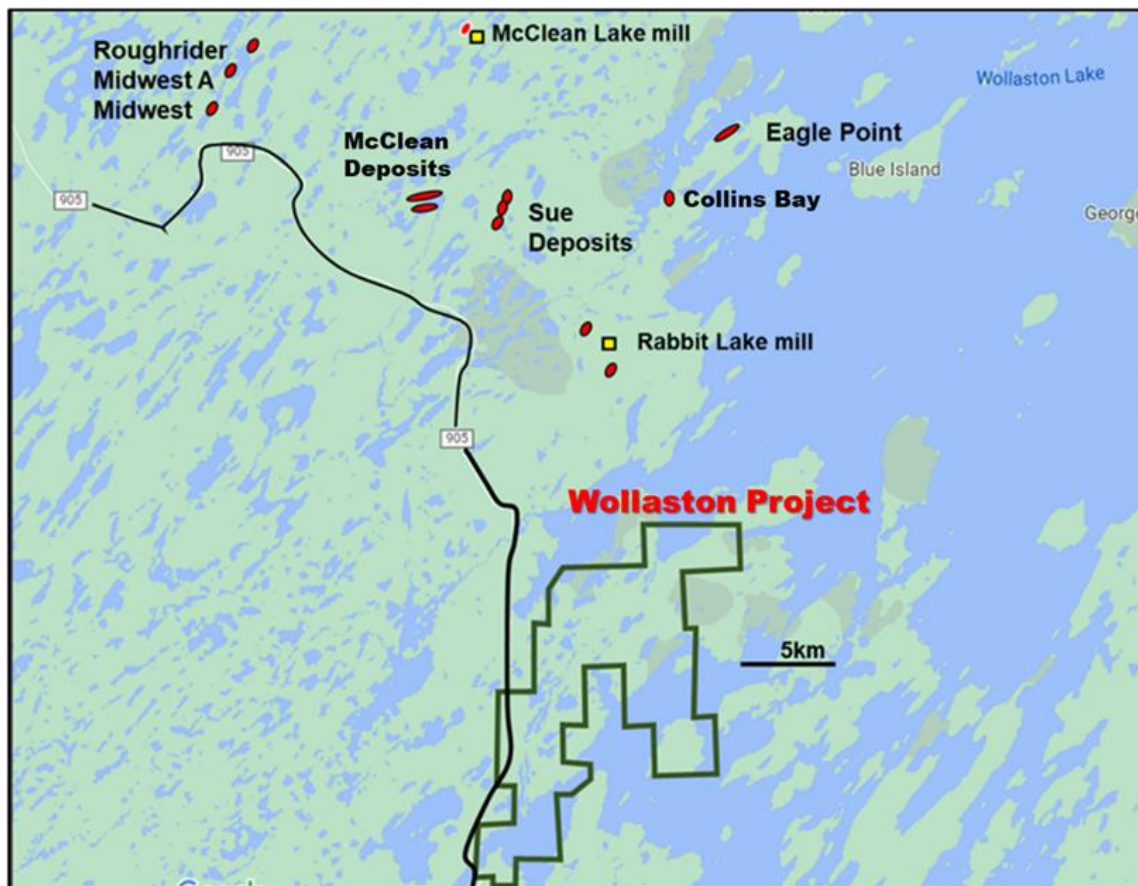 McClean Lake mill
Roughrider
Midwest A
Midwest
Wollaston Lake
905
McClean
Deposits
Eagle Point
Blue Island
905
Collins Bay
Sue
Deposits
George
Rabbit Lake mill
905
Wollaston Project
5km